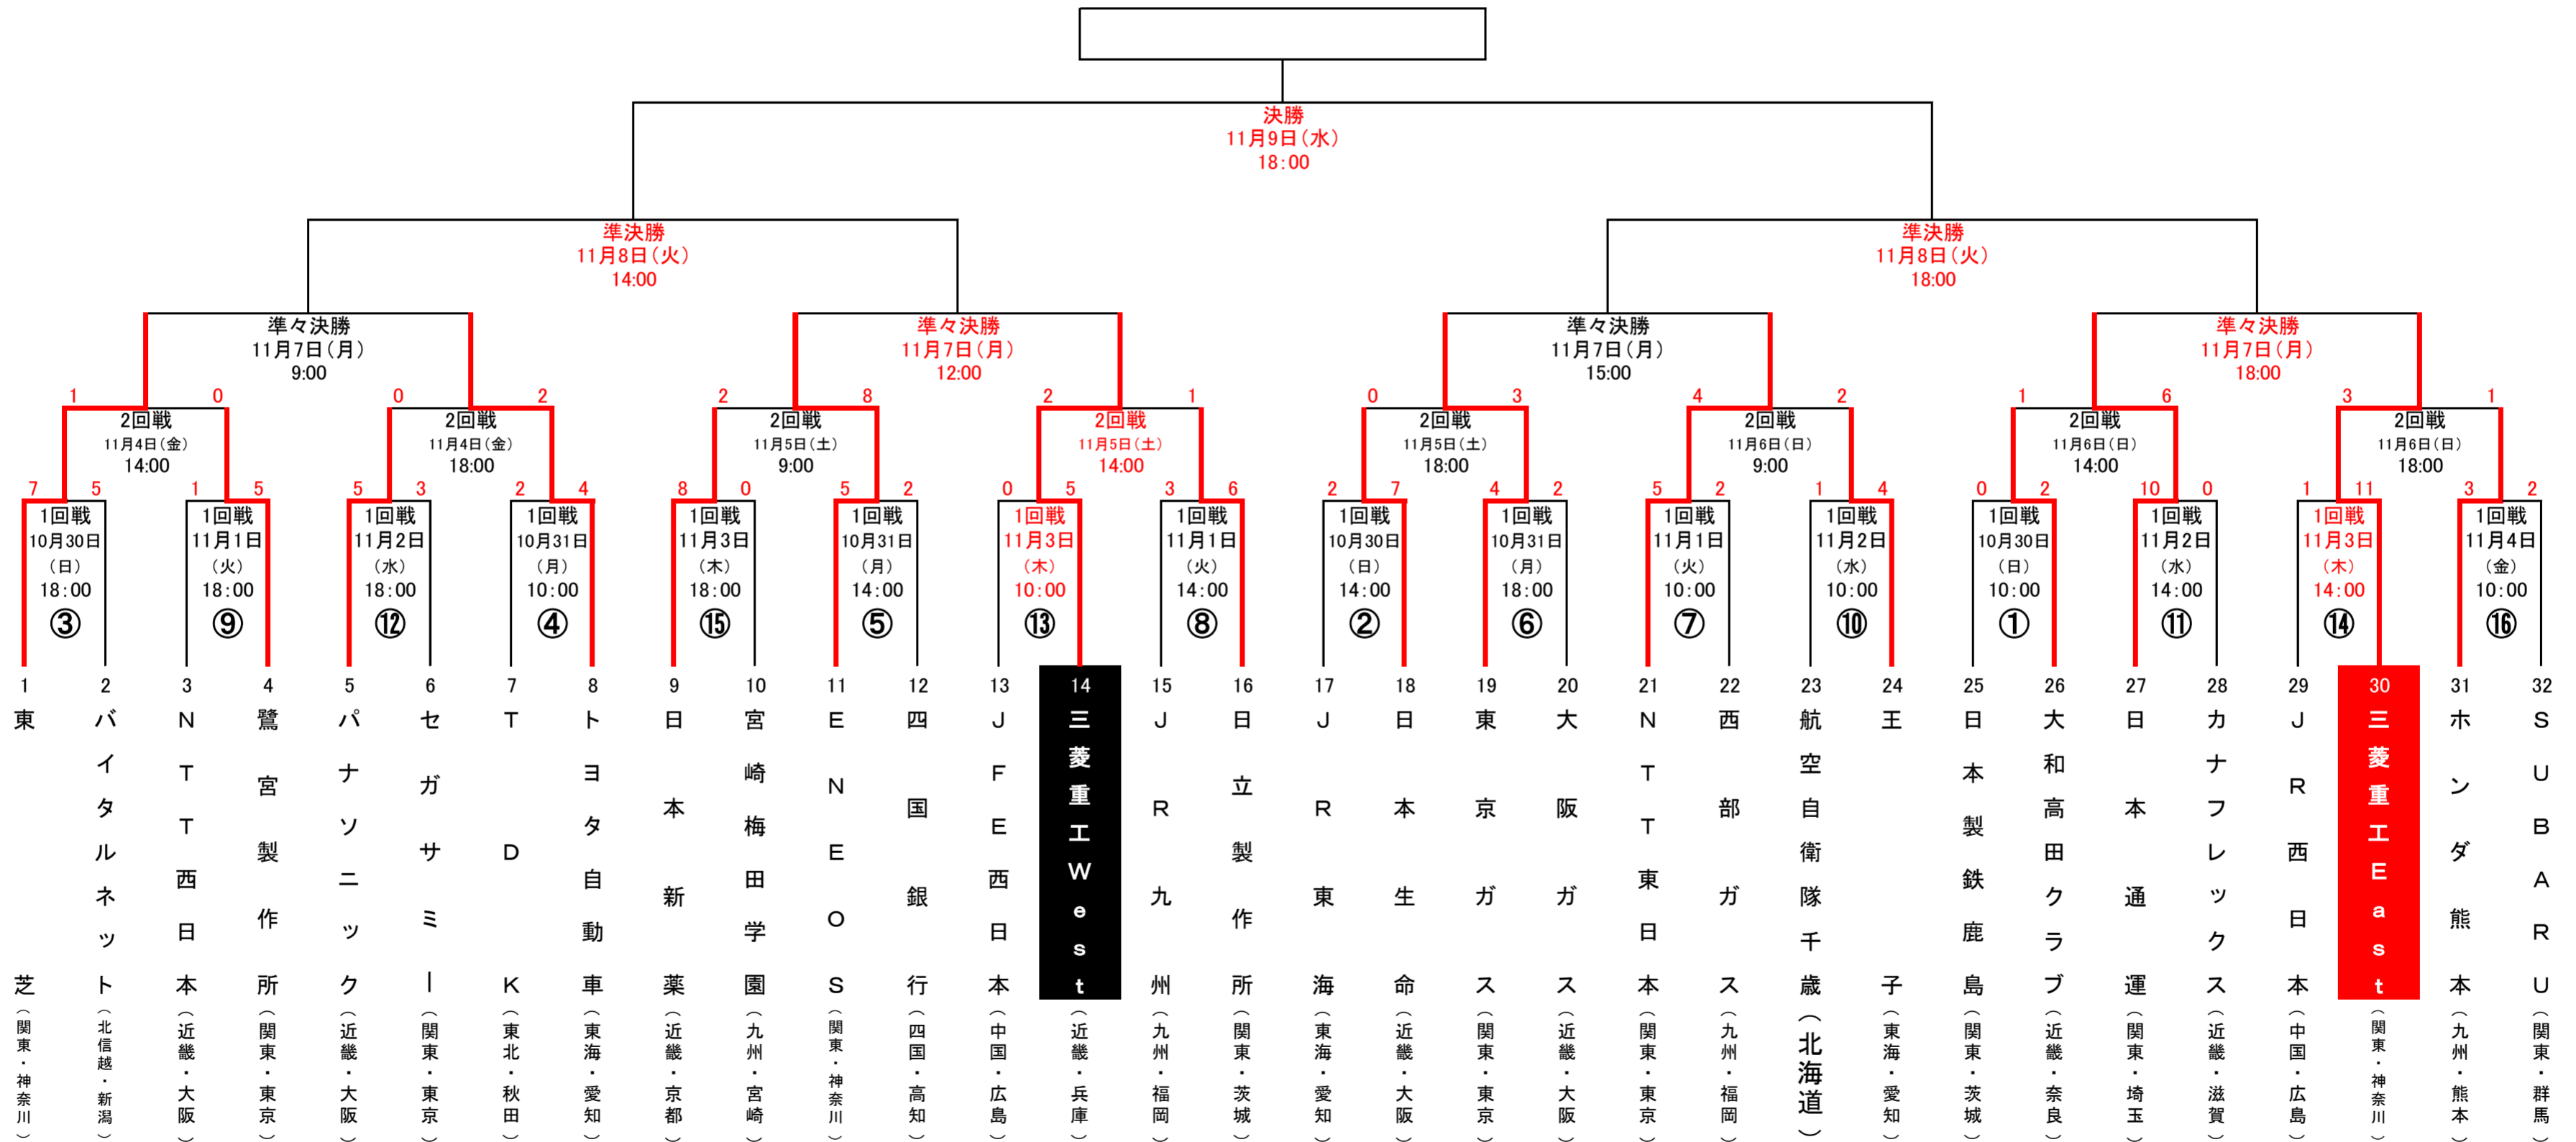 決勝
11月9日(水)
18:00
準決勝
11月8日(火)
14:00
準決勝
11月8日(火)
18:00
準々決勝
11月7日(月)
9:00
準々決勝
11月7日(月)
12:00
準々決勝
11月7日(月)
15:00
準々決勝
11月7日(月)
18:00
1 0 0 2 2 8 2 1 0 3 4 2 1 6 3 1
2回戦
11月4日(金)
14:00
2回戦
11月4日(金)
18:00
2回戦
11月5日(土)
9:00
2回戦
11月5日(土)
14:00
2回戦
11月5日(土)
18:00
2回戦
11月6日(日)
9:00
2回戦
11月6日(日)
14:00
2回戦
11月6日(日)
18:00
7 5 1 5 5 3 2 4 8 0 5 2 0 5 3 6 2 7 4 2 5 2 1 4 0 2 10 0 1 11 3 2
1回戦
10月30日
(日)
18:00
③
1回戦
11月1日
(火)
18:00
⑨
1回戦
11月2日
(水)
18:00
⑫
1回戦
10月31日
(月)
10:00
④
1回戦
11月3日
(木)
18:00
⑮
1回戦
10月31日
(月)
14:00
⑤
1回戦
11月3日
(木)
10:00
⑬
1回戦
11月1日
(火)
14:00
⑧
1回戦
10月30日
(日)
14:00
②
1回戦
10月31日
(月)
18:00
⑥
1回戦
11月1日
(火)
10:00
⑦
1回戦
11月2日
(水)
10:00
⑩
1回戦
10月30日
(日)
10:00
①
1回戦
11月2日
(水)
14:00
⑪
1回戦
11月3日
(木)
14:00
⑭
1回戦
11月4日
(金)
10:00
⑯
1 東芝(関東・神奈川)
2 バイタルネット(北信越・新潟)
3 NTT西日本(近畿・大阪)
4 鷺宮製作所(関東・東京)
5 パナソニック(近畿・大阪)
6 セガサミー(関東・東京)
7 TDK(東北・秋田)
8 トヨタ自動車(東海・愛知)
9 日本新薬(近畿・京都)
10 宮崎梅田学園(九州・宮崎)
11 ENEOS(関東・神奈川)
12 四国銀行(四国・高知)
13 JFE西日本(中国・広島)
14 三菱重工West(近畿・兵庫)
15 JR九州(九州・福岡)
16 日立製作所(関東・茨城)
17 JR東海(東海・愛知)
18 日本生命(近畿・大阪)
19 東京ガス(関東・東京)
20 大阪ガス(近畿・大阪)
21 NTT東日本(関東・東京)
22 西部ガス(九州・福岡)
23 航空自衛隊千歳(北海道)
24 王子(東海・愛知)
25 日本製鉄鹿島(関東・茨城)
26 大和高田クラブ(近畿・奈良)
27 日本通運(関東・埼玉)
28 カナフレックス(近畿・滋賀)
29 JR西日本(中国・広島)
30 三菱重工East(関東・神奈川)
31 ホンダ熊本(九州・熊本)
32 SUBARU(関東・群馬)